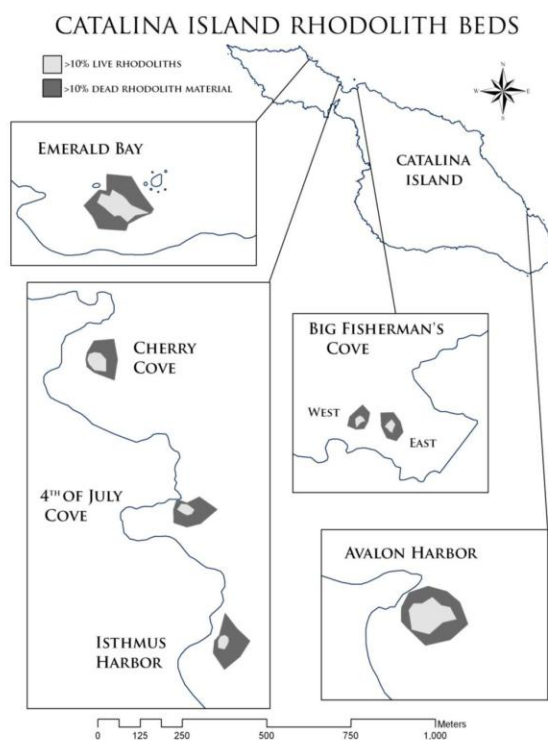 CATALINA ISLAND RHODOLITH BEDS
>10% LIVE RHODOLITHS
>10% DEAD RHODOLITH MATERIAL
N
W E
S
EMERALD BAY
CATALINA
ISLAND
CHERRY
COVE
BIG FISHERMAN'S
COVE
WEST
EAST
4TH OF JULY
COVE
AVALON HARBOR
ISTHMUS
HARBOR
Meters
0 125 250 500 750 1,000